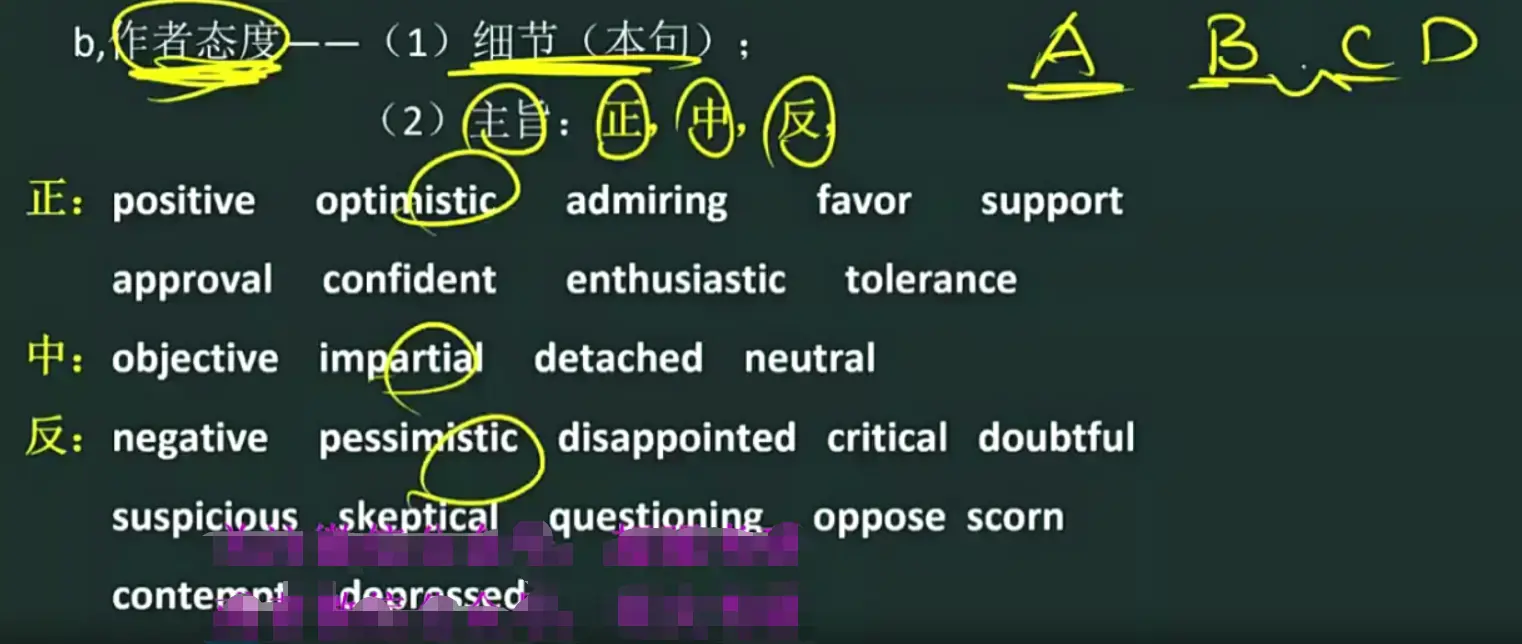 b,作者态度——（1）细节（本句）；
A B、C D
（2）主旨：正，中，反，
正：positive optimistic admiring favor support
approval confident enthusiastic tolerance
中：objective impartial detached neutral
反：negative pessimistic disappointed critical doubtful
suspicious skeptical questioning oppose scorn
contempt depressed